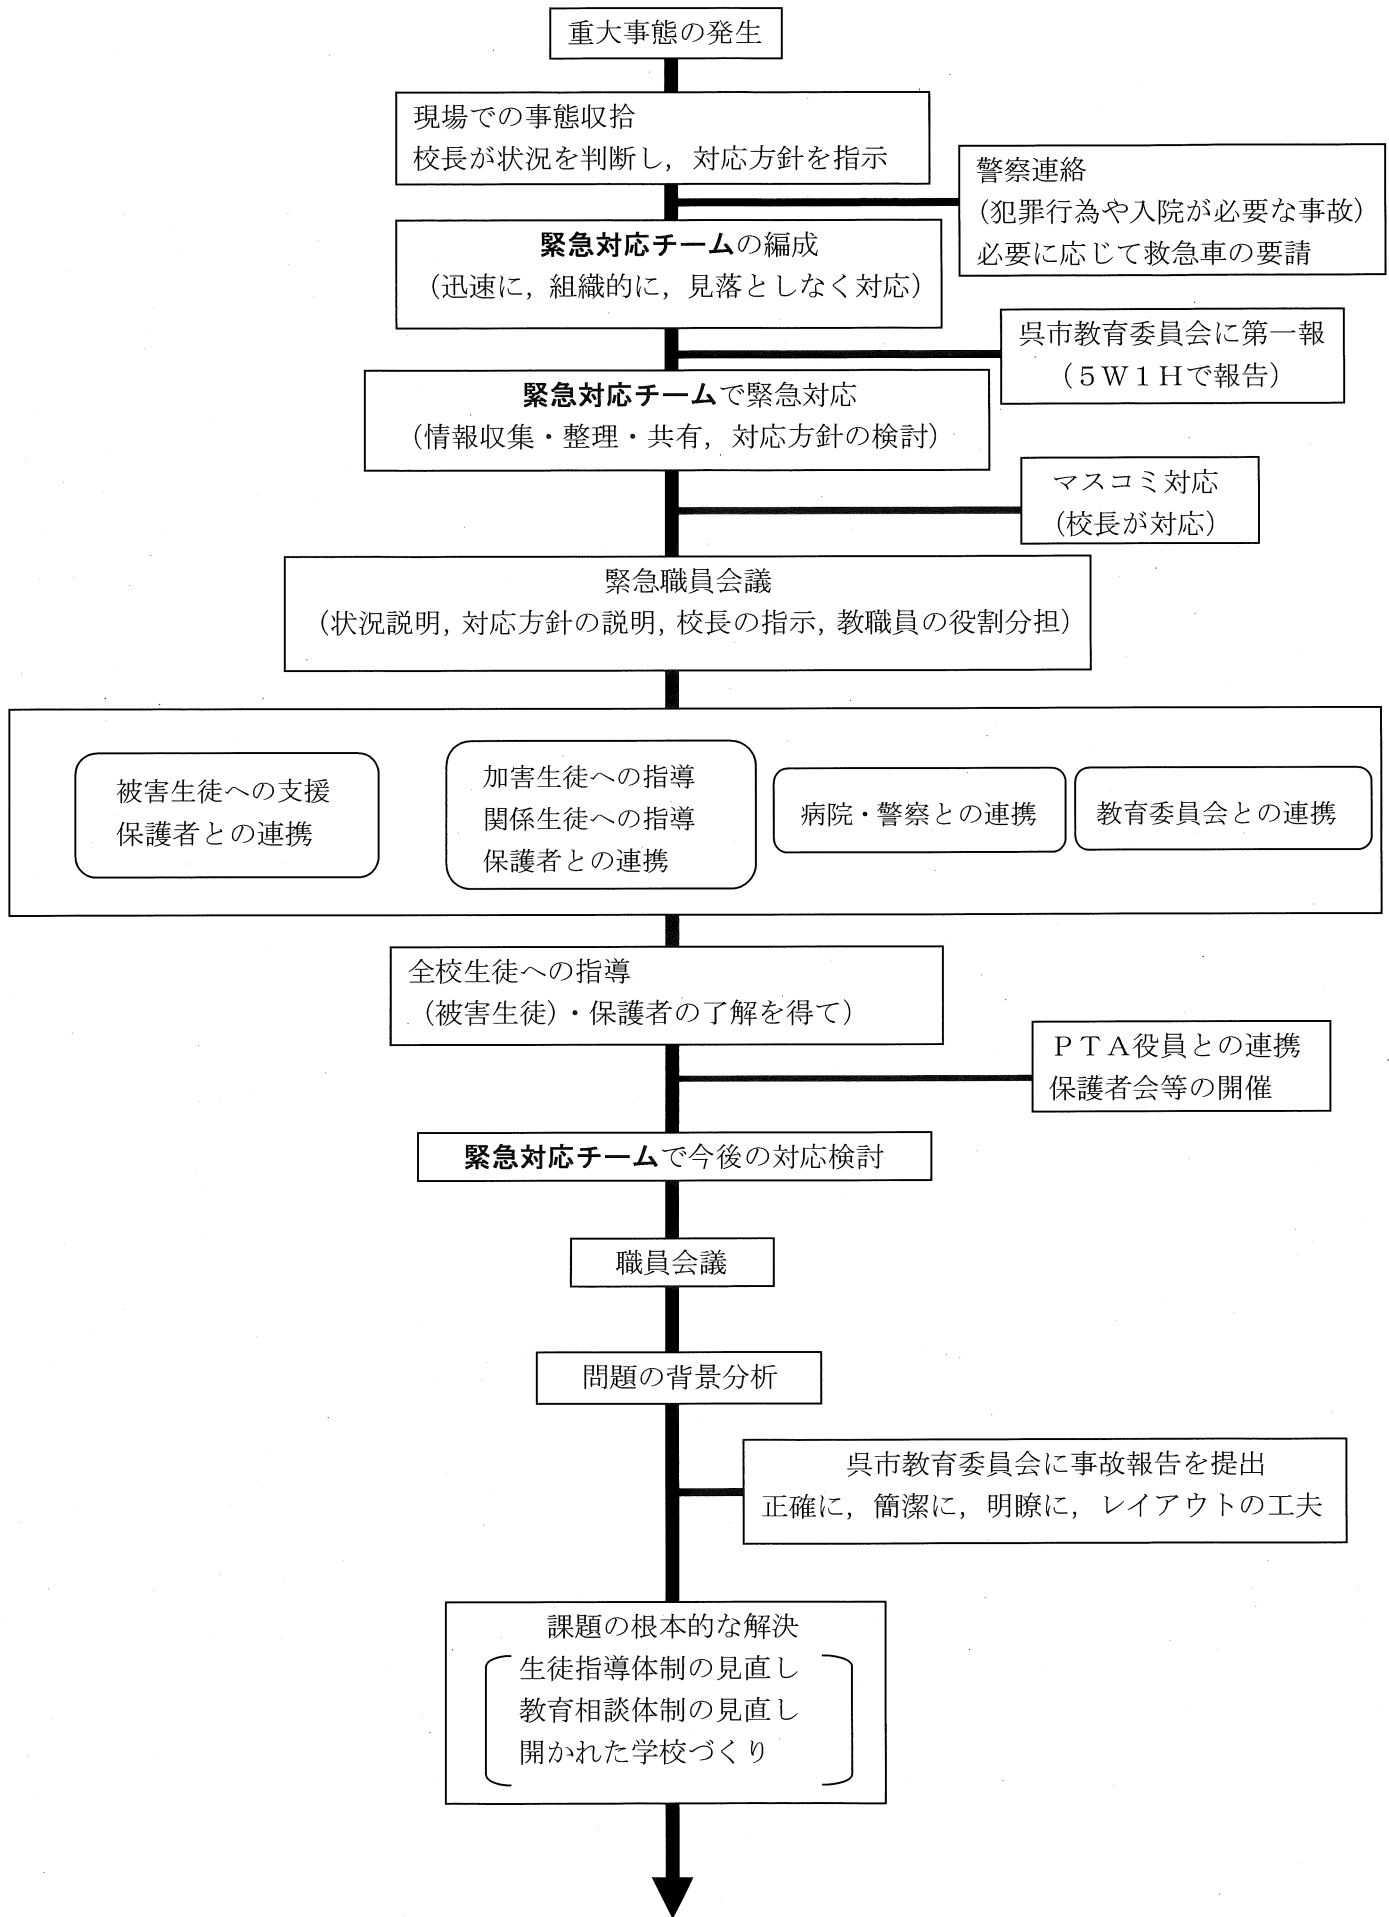 重大事態の発生
現場での事態収拾
校長が状況を判断し，対応方針を指示
警察連絡
（犯罪行為や入院が必要な事故）
必要に応じて救急車の要請
緊急対応チームの編成
（迅速に，組織的に，見落としなく対応）
呉市教育委員会に第一報
（５Ｗ１Ｈで報告）
緊急対応チームで緊急対応
（情報収集・整理・共有，対応方針の検討）
マスコミ対応
（校長が対応）
緊急職員会議
（状況説明，対応方針の説明，校長の指示，教職員の役割分担）
被害生徒への支援
保護者との連携
加害生徒への指導
関係生徒への指導
保護者との連携
病院・警察との連携
教育委員会との連携
全校生徒への指導
（被害生徒）・保護者の了解を得て）
ＰＴＡ役員との連携
保護者会等の開催
緊急対応チームで今後の対応検討
職員会議
問題の背景分析
呉市教育委員会に事故報告を提出
正確に，簡潔に，明瞭に，レイアウトの工夫
課題の根本的な解決
生徒指導体制の見直し
教育相談体制の見直し
開かれた学校づくり